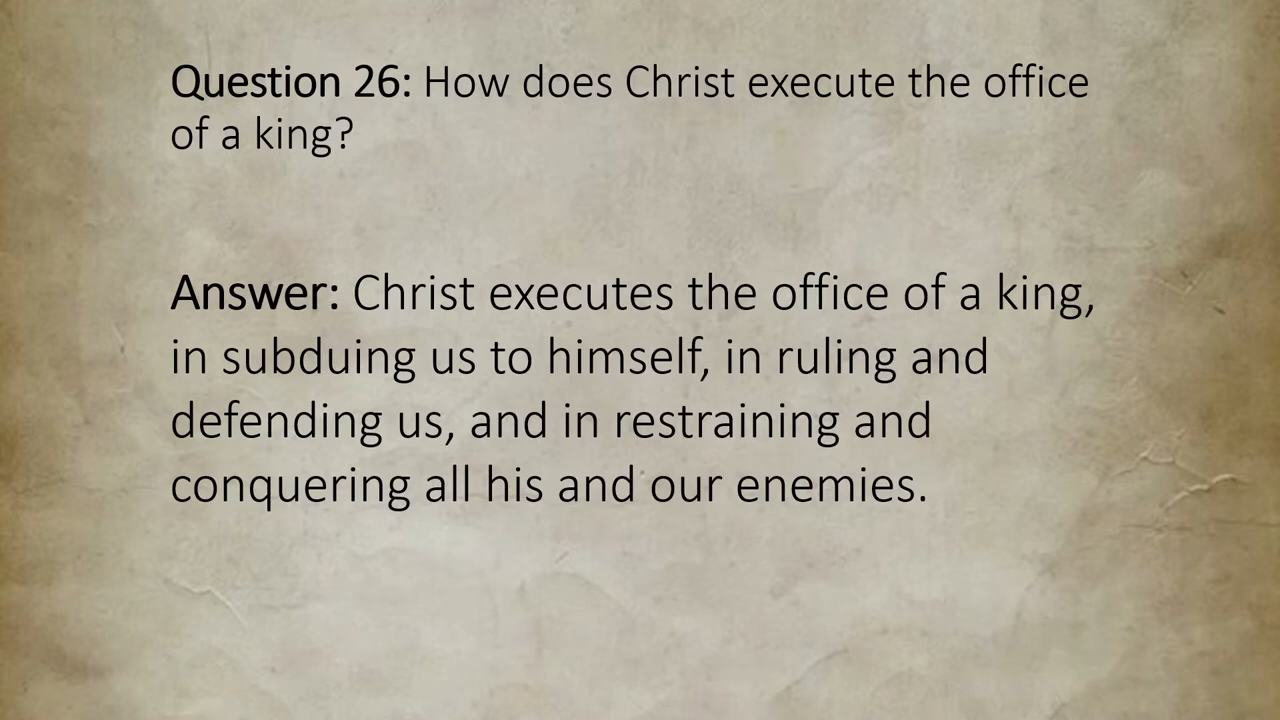 Question 26: How does Christ execute the office
of a king?
Answer: Christ executes the office of a king,
in subduing us to himself, in ruling and
defending us, and in restraining and
conquering all his and our enemies.